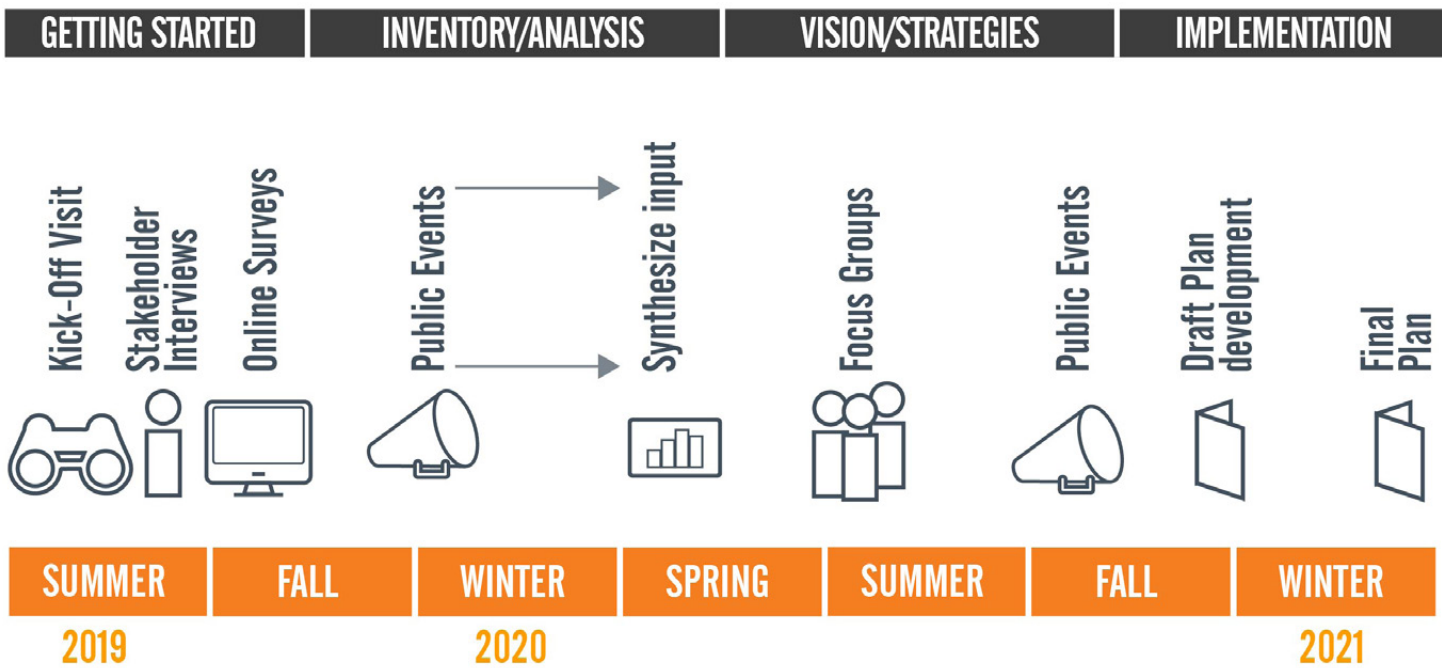 GETTING STARTED
INVENTORY/ANALYSIS
VISION/STRATEGIES
IMPLEMENTATION
Kick-Off Visit
Stakeholder
Interviews
Online Surveys
Public Events
Synthesize input
Focus Groups
Public Events
Draft Plan
development
Final
Plan
SUMMER
FALL
WINTER
SPRING
SUMMER
FALL
WINTER
2019
2020
2021